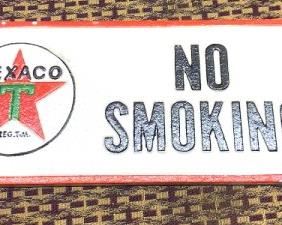 EXACO
T
REG. T.M.
NO
SMOKING